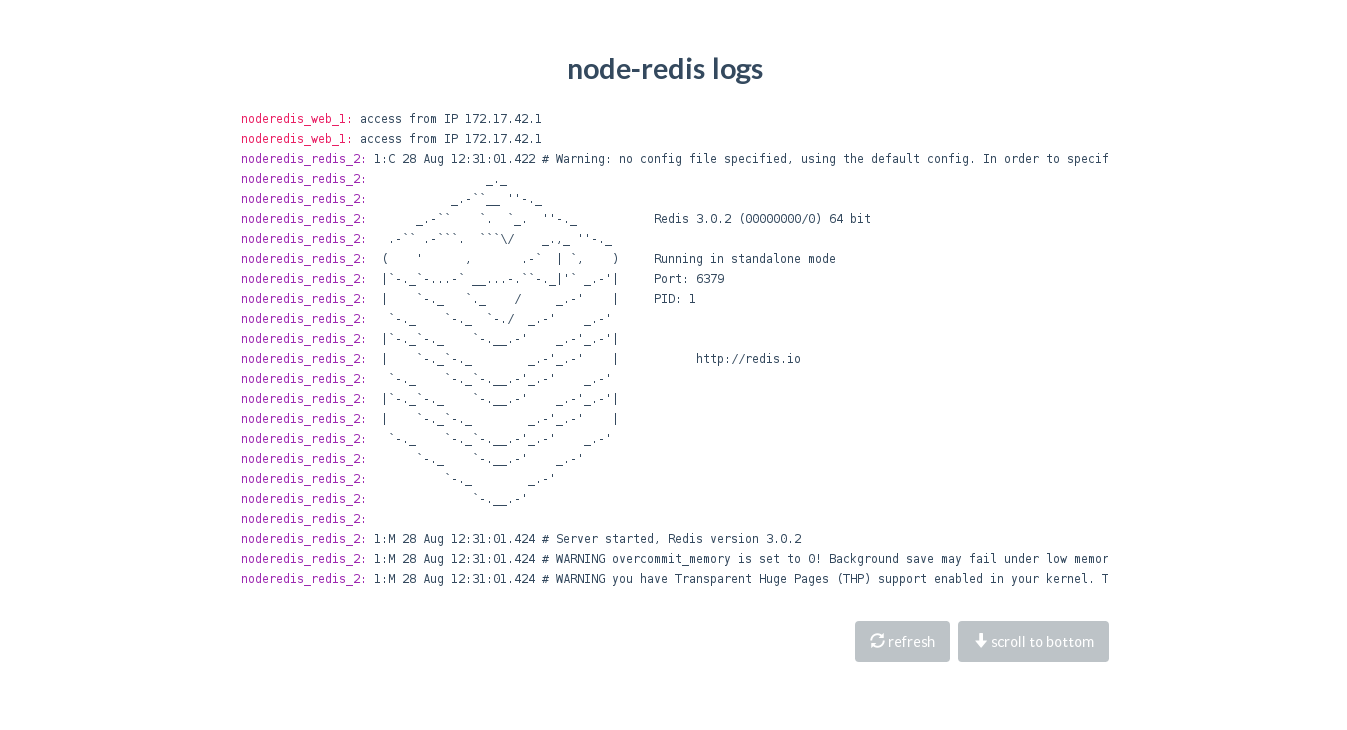 node-redis logs
noderedis_web_1: access from IP 172.17.42.1
noderedis_web_1: access from IP 172.17.42.1
noderedis_redis_2: 1:C 28 Aug 12:31:01.422 # Warning: no config file specified, using the default config. In order to specif
noderedis_redis_2:                 _._
noderedis_redis_2:            _.-``__ ''-._
noderedis_redis_2:       _.-``    `.  `_.  ''-._           Redis 3.0.2 (00000000/0) 64 bit
noderedis_redis_2:   .-`` .-```.  ```\/    _.,_ ''-._
noderedis_redis_2:  (    '      ,       .-`  | `,    )     Running in standalone mode
noderedis_redis_2:  |`-._`-...-` __...-.``-._|'` _.-'|     Port: 6379
noderedis_redis_2:  |    `-._   `._    /     _.-'    |     PID: 1
noderedis_redis_2:   `-._    `-._  `-./  _.-'    _.-'
noderedis_redis_2:  |`-._`-._    `-.__.-'    _.-'_.-'|
noderedis_redis_2:  |    `-._`-._        _.-'_.-'    |           http://redis.io
noderedis_redis_2:   `-._    `-._`-.__.-'_.-'    _.-'
noderedis_redis_2:  |`-._`-._    `-.__.-'    _.-'_.-'|
noderedis_redis_2:  |    `-._`-._        _.-'_.-'    |
noderedis_redis_2:   `-._    `-._`-.__.-'_.-'    _.-'
noderedis_redis_2:       `-._    `-.__.-'    _.-'
noderedis_redis_2:           `-._        _.-'
noderedis_redis_2:               `-.__.-'
noderedis_redis_2:
noderedis_redis_2: 1:M 28 Aug 12:31:01.424 # Server started, Redis version 3.0.2
noderedis_redis_2: 1:M 28 Aug 12:31:01.424 # WARNING overcommit_memory is set to 0! Background save may fail under low memor
noderedis_redis_2: 1:M 28 Aug 12:31:01.424 # WARNING you have Transparent Huge Pages (THP) support enabled in your kernel. T
refresh scroll to bottom